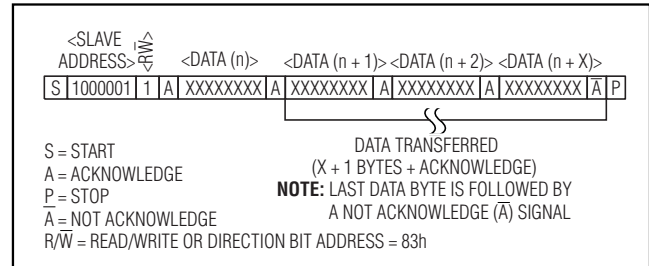 <SLAVE
ADDRESS> <R/W̅> <DATA (n)> <DATA (n + 1)> <DATA (n + 2)> <DATA (n + X)>
S 1000001 1 A XXXXXXXX A XXXXXXXX A XXXXXXXX A XXXXXXXX A̅ P
DATA TRANSFERRED
(X + 1 BYTES + ACKNOWLEDGE)
NOTE: LAST DATA BYTE IS FOLLOWED BY
A NOT ACKNOWLEDGE (A̅) SIGNAL
S = START
A = ACKNOWLEDGE
P = STOP
A̅ = NOT ACKNOWLEDGE
R/W̅ = READ/WRITE OR DIRECTION BIT ADDRESS = 83h